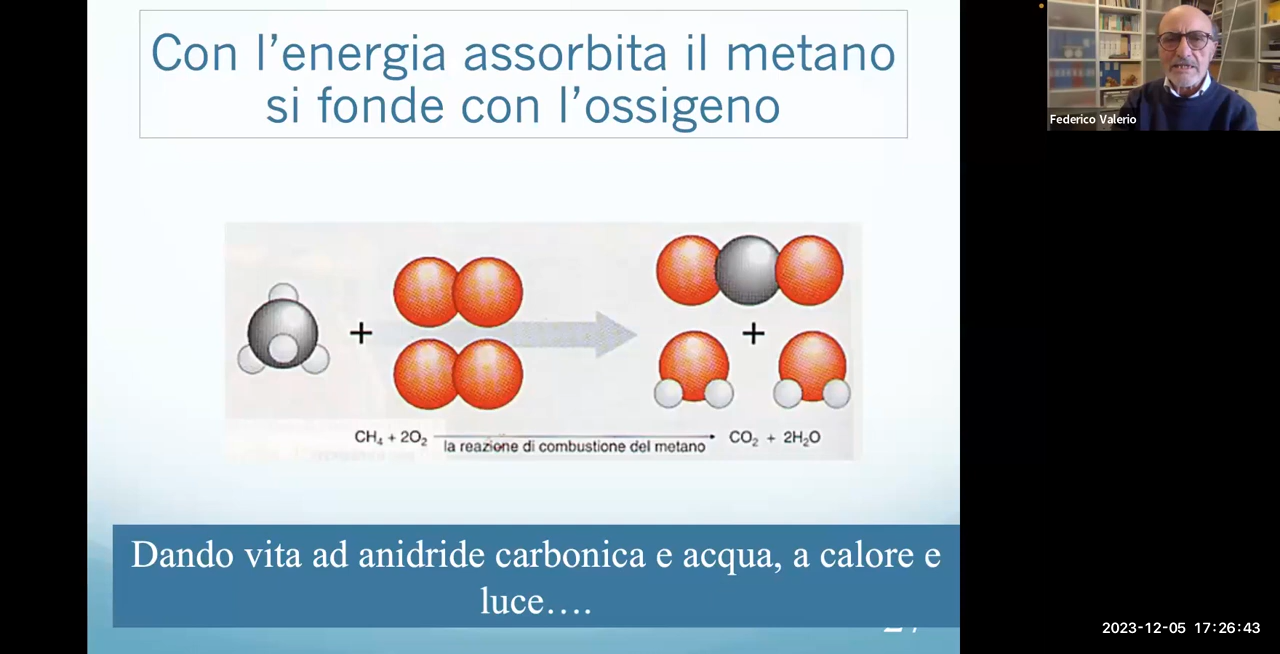 Con l'energia assorbita il metano
si fonde con l'ossigeno
Federico Valerio
+
+
CH₄ + 2O₂
la reazione di combustione del metano
CO₂ + 2H₂O
Dando vita ad anidride carbonica e acqua, a calore e
luce....
2023-12-05 17:26:43